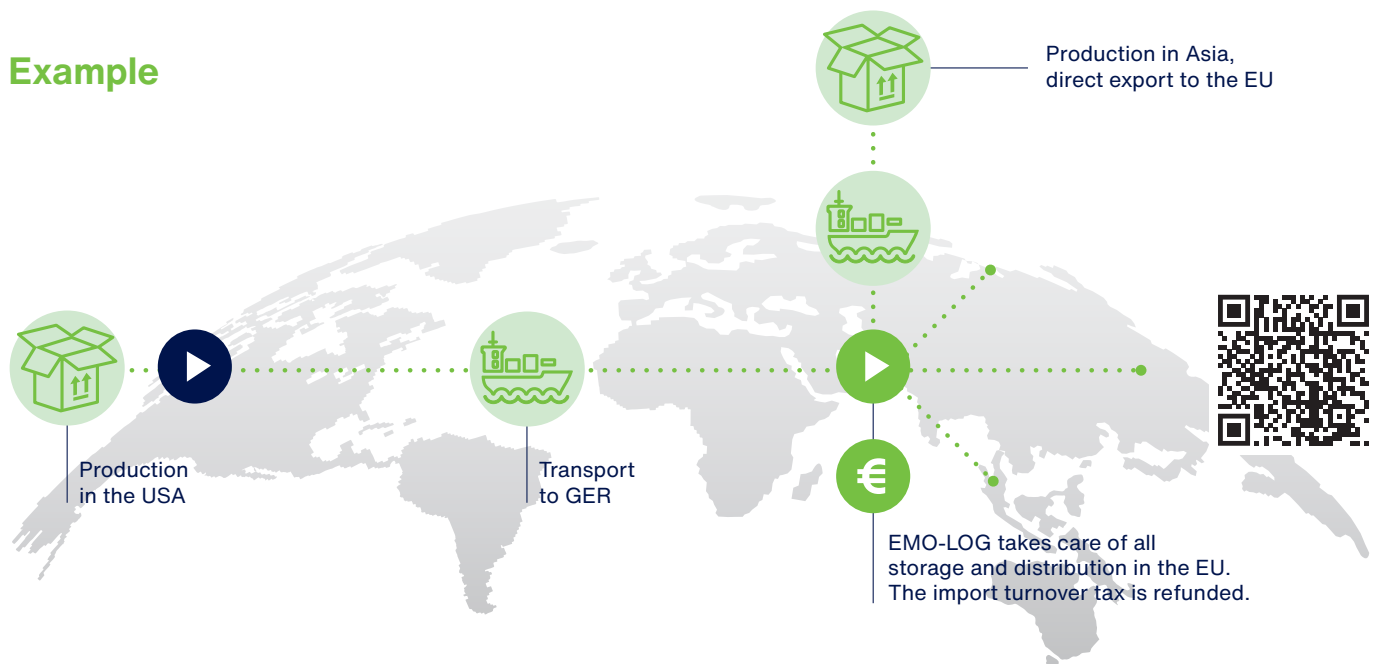 Example
Production in Asia,
direct export to the EU
Production
in the USA
Transport
to GER
€
EMO-LOG takes care of all
storage and distribution in the EU.
The import turnover tax is refunded.